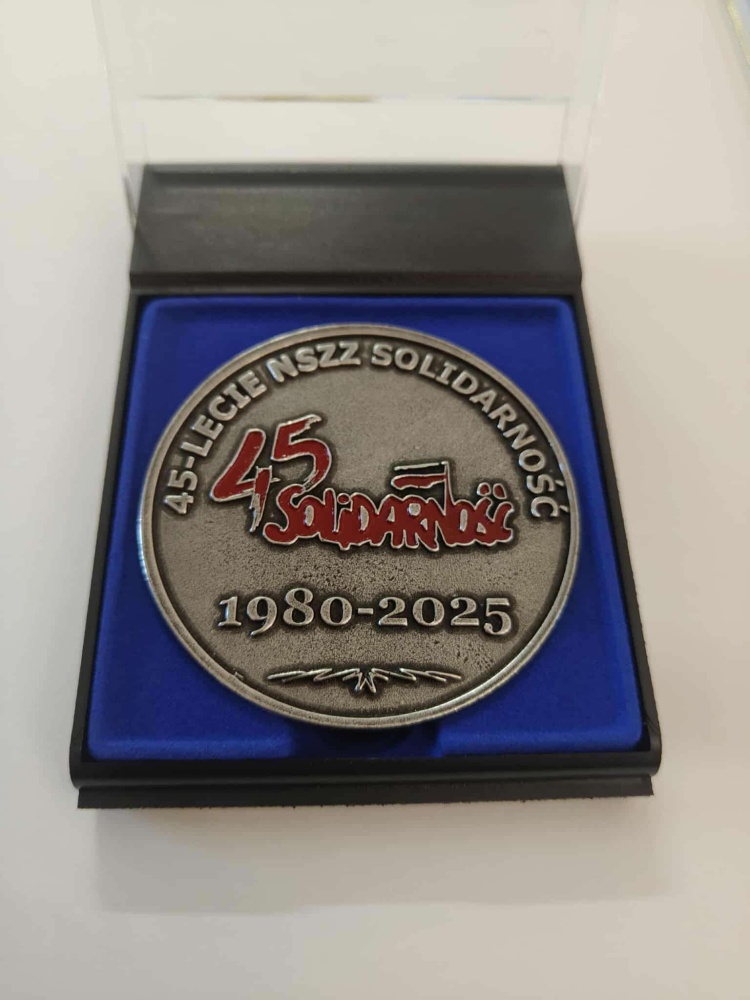 45-LECIE NSZZ SOLIDARNOŚĆ
45
SOLIDARNOŚĆ
1980-2025